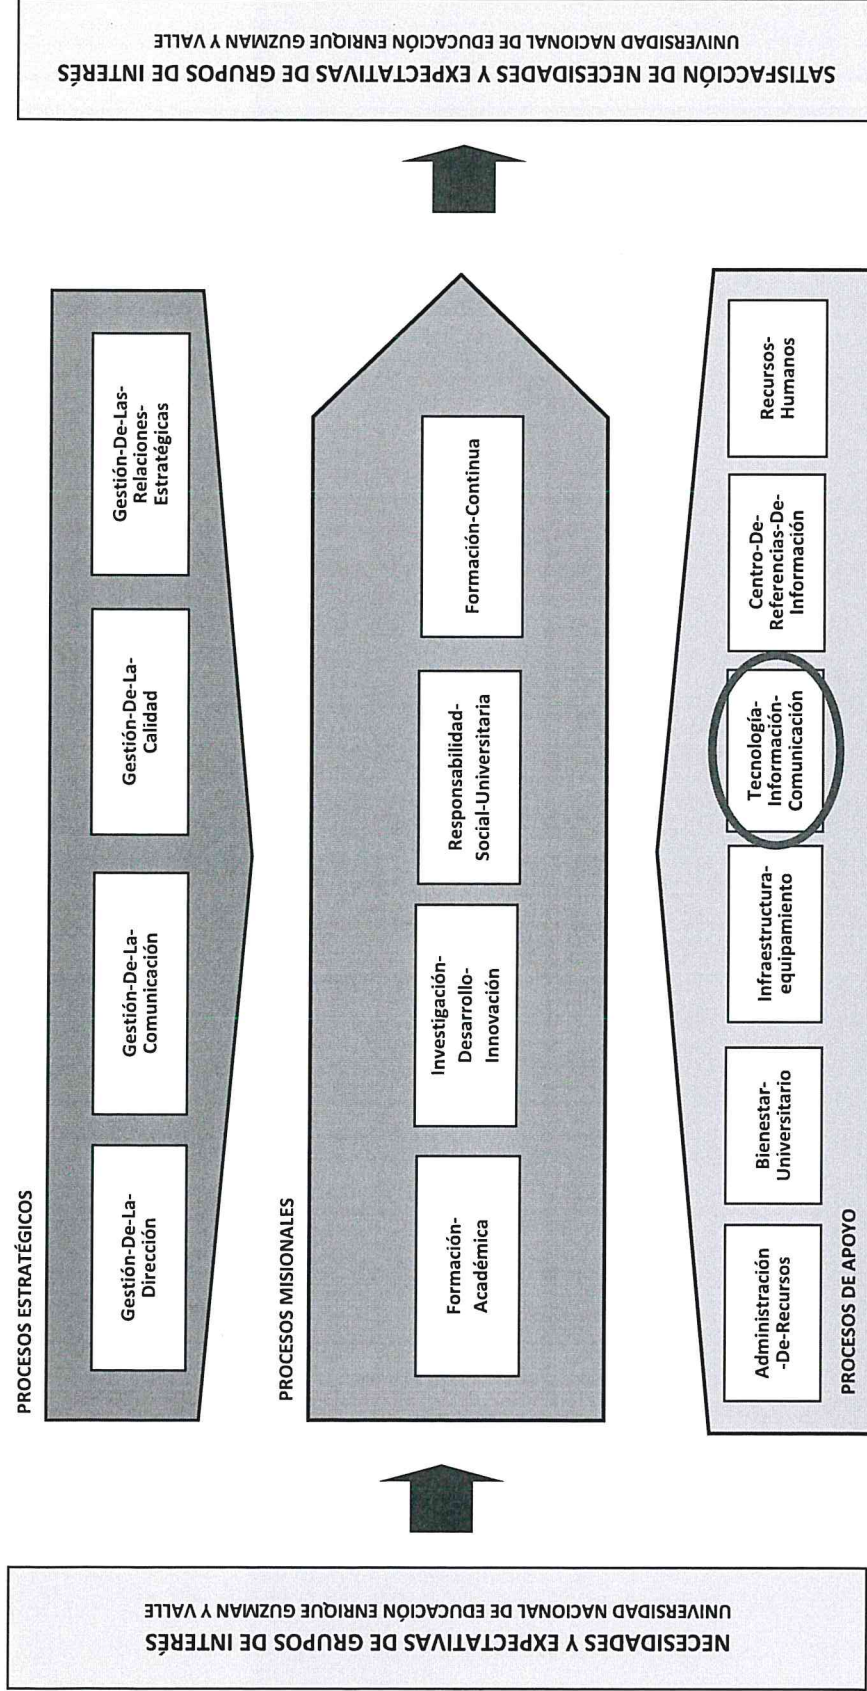 NECESIDADES Y EXPECTATIVAS DE GRUPOS DE INTERÉS
UNIVERSIDAD NACIONAL DE EDUCACIÓN ENRIQUE GUZMAN Y VALLE
PROCESOS ESTRATÉGICOS
Gestión-De-La-
Dirección
Gestión-De-La-
Comunicación
Gestión-De-La-
Calidad
Gestión-De-Las-
Relaciones-
Estratégicas
PROCESOS MISIONALES
Formación-
Académica
Investigación-
Desarrollo-
Innovación
Responsabilidad-
Social-Universitaria
Formación-Continua
Administración
-De-Recursos
Bienestar-
Universitario
Infraestructura-
equipamiento
Tecnología-
Información-
Comunicación
Centro-De-
Referencias-De-
Información
Recursos-
Humanos
PROCESOS DE APOYO
SATISFACCIÓN DE NECESIDADES Y EXPECTATIVAS DE GRUPOS DE INTERÉS
UNIVERSIDAD NACIONAL DE EDUCACIÓN ENRIQUE GUZMAN Y VALLE